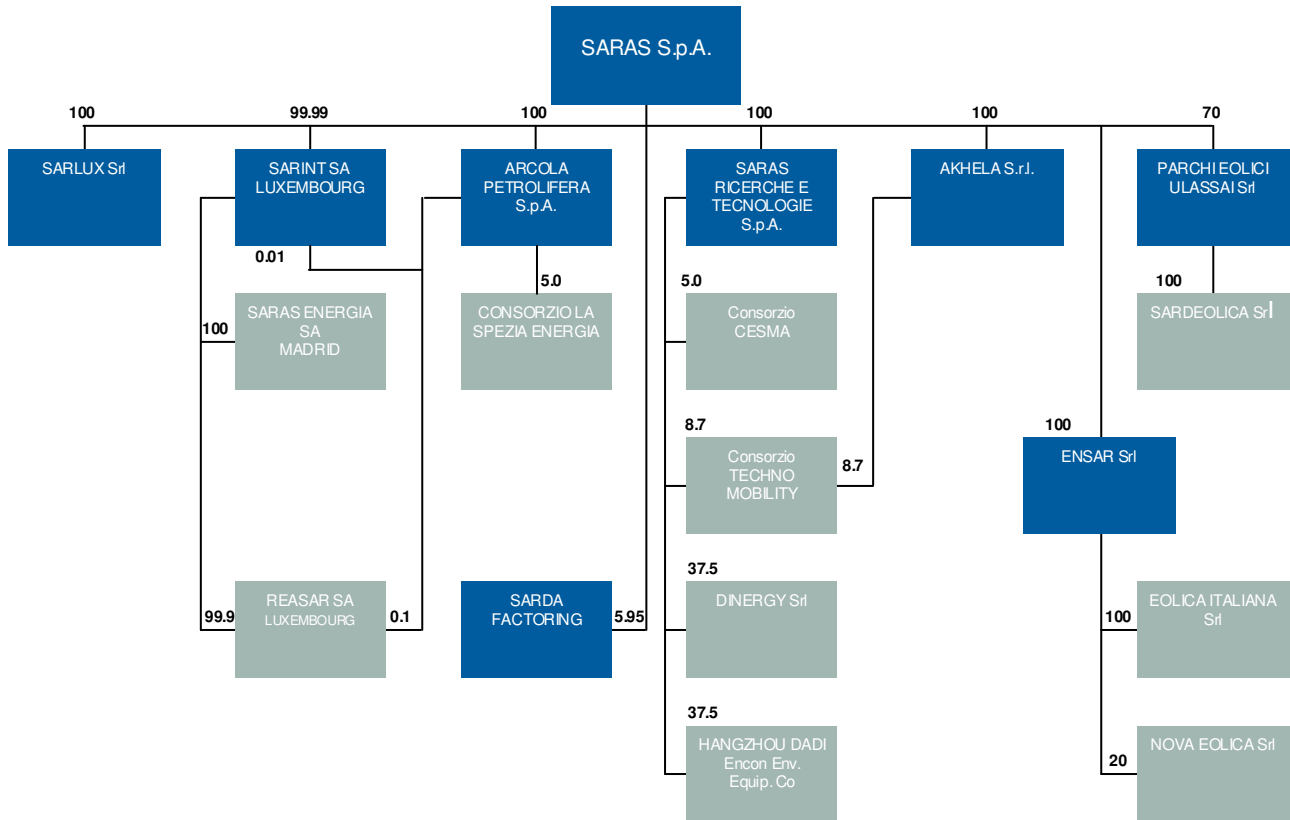 SARAS S.p.A.
100
99.99
100
100
100
70
SARLUX Srl
SARINT SA
LUXEMBOURG
ARCOLA
PETROLIFERA
S.p.A.
SARAS
RICERCHE E
TECNOLOGIE
S.p.A.
AKHELA S.r.l.
PARCHI EOLICI
ULASSAI Srl
0.01
5.0
5.0
100
100
SARAS ENERGIA
SA
MADRID
CONSORZIO LA
SPEZIA ENERGIA
Consorzio
CESMA
SARDEOLICA Srl
8.7
Consorzio
TECHNO
MOBILITY
8.7
100
ENSAR Srl
99.9
REASAR SA
LUXEMBOURG
0.1
SARDA
FACTORING
5.95
37.5
DINERGY Srl
100
EOLICA ITALIANA
Srl
37.5
HANGZHOU DADI
Encon Env.
Equip. Co
20
NOVA EOLICA Srl